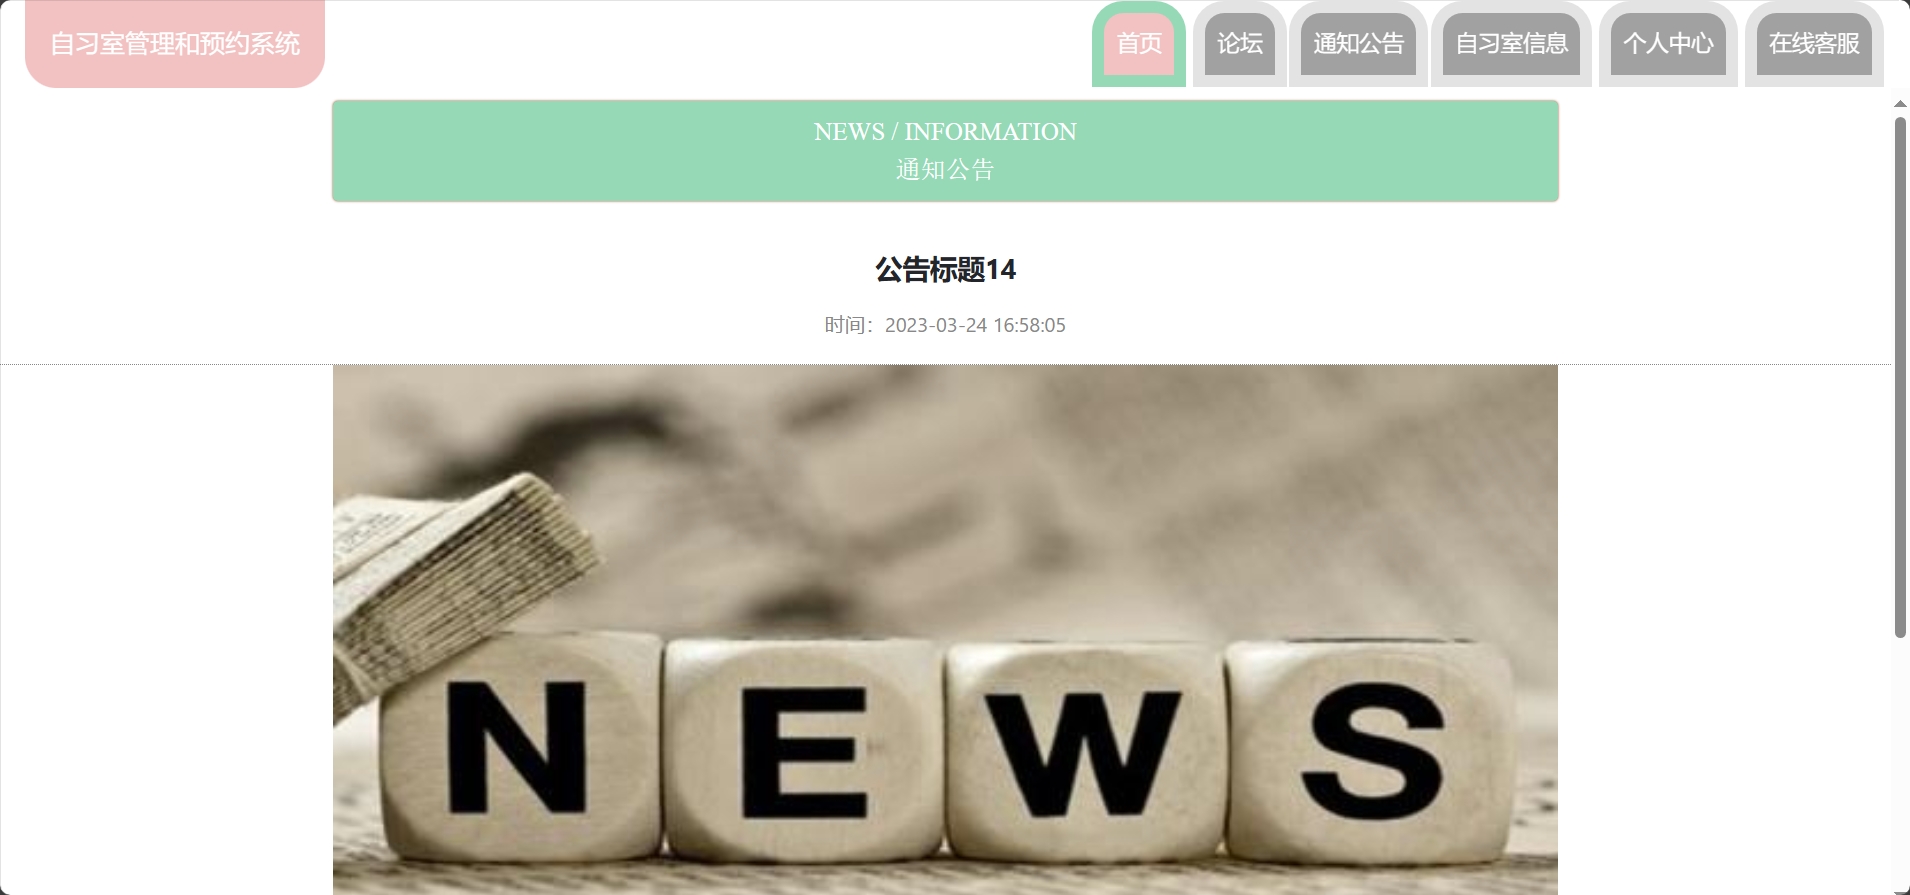 自习室管理和预约系统
首页
论坛
通知公告
自习室信息
个人中心
在线客服
NEWS / INFORMATION
通知公告
公告标题14
时间：2023-03-24 16:58:05
NEWS